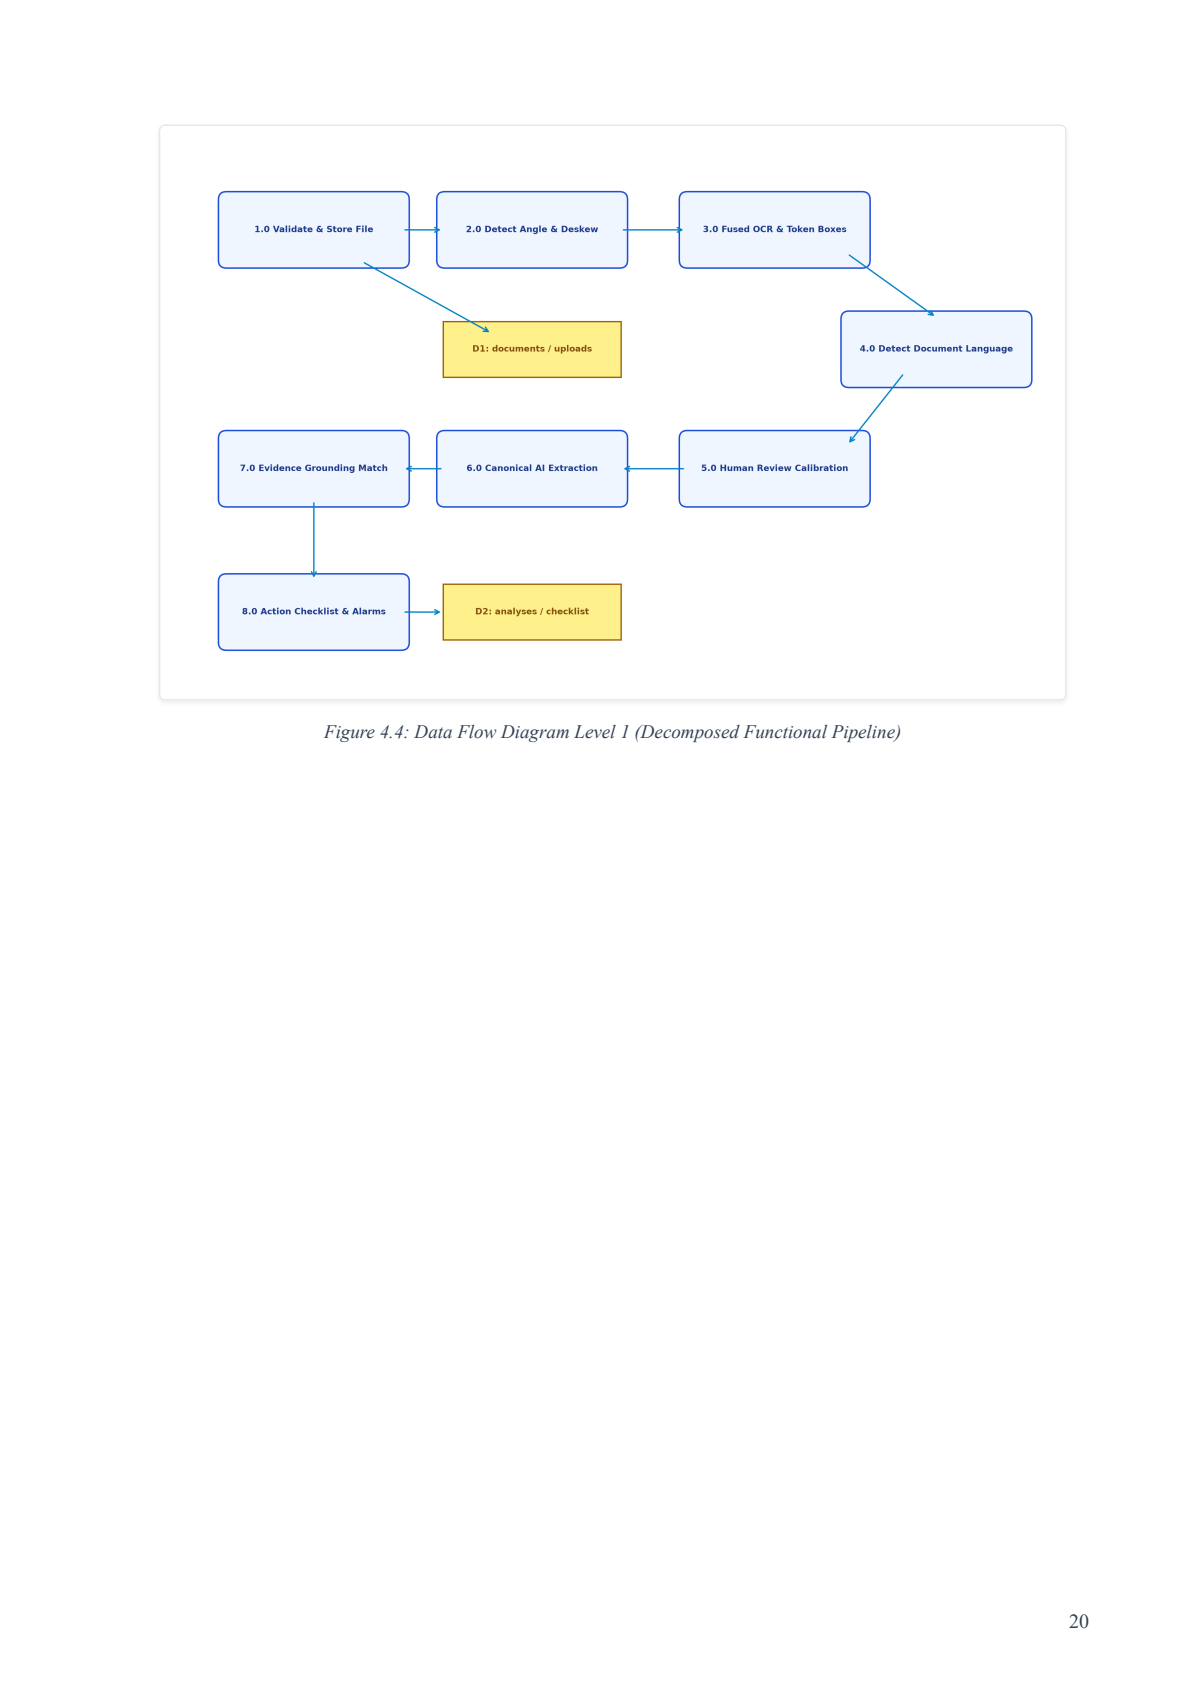 1.0 Validate & Store File
2.0 Detect Angle & Deskew
3.0 Fused OCR & Token Boxes
D1: documents / uploads
4.0 Detect Document Language
7.0 Evidence Grounding Match
6.0 Canonical AI Extraction
5.0 Human Review Calibration
8.0 Action Checklist & Alarms
D2: analyses / checklist
Figure 4.4: Data Flow Diagram Level 1 (Decomposed Functional Pipeline)
20